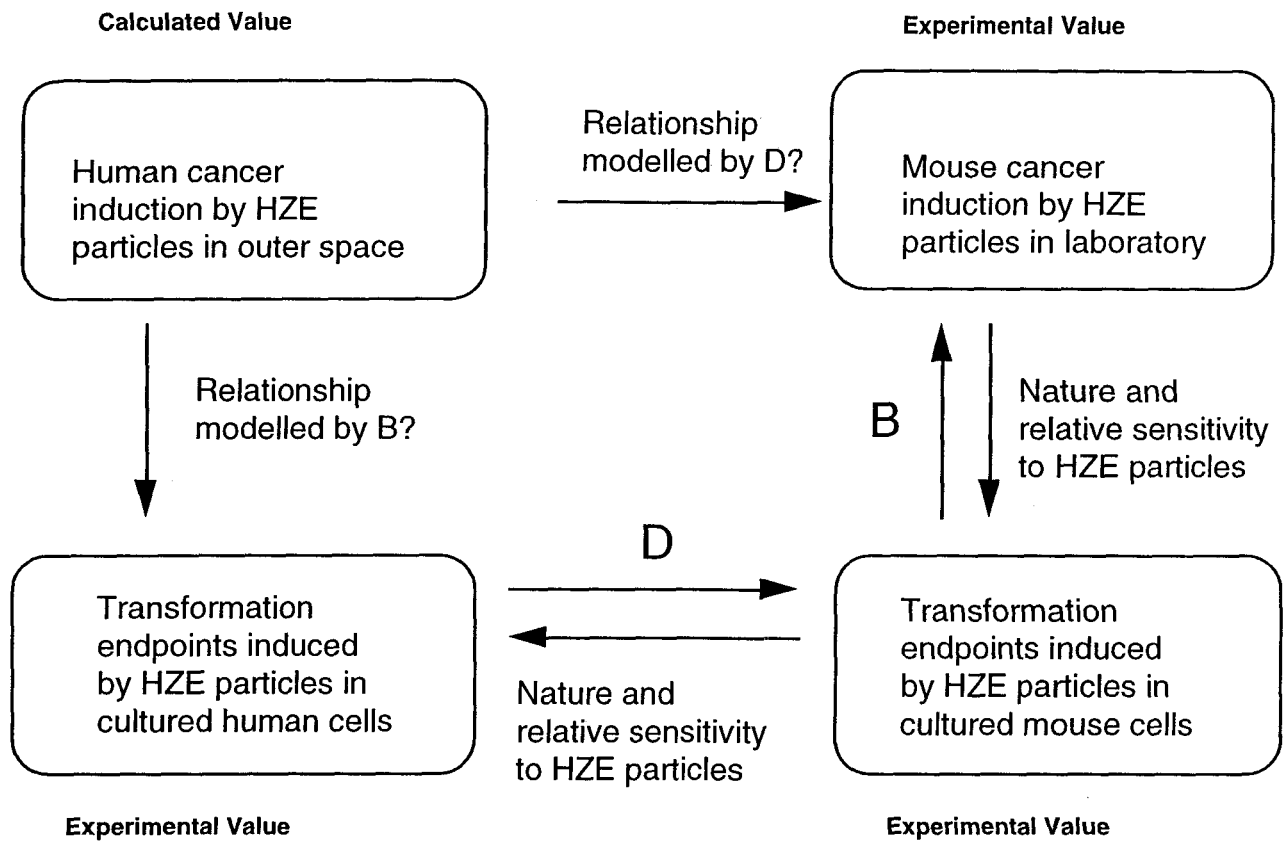 Calculated Value
Experimental Value
Human cancer
induction by HZE
particles in outer space
Relationship
modelled by D?
Mouse cancer
induction by HZE
particles in laboratory
Relationship
modelled by B?
B
Nature and
relative sensitivity
to HZE particles
D
Transformation
endpoints induced
by HZE particles in
cultured human cells
Nature and
relative sensitivity
to HZE particles
Transformation
endpoints induced
by HZE particles in
cultured mouse cells
Experimental Value
Experimental Value